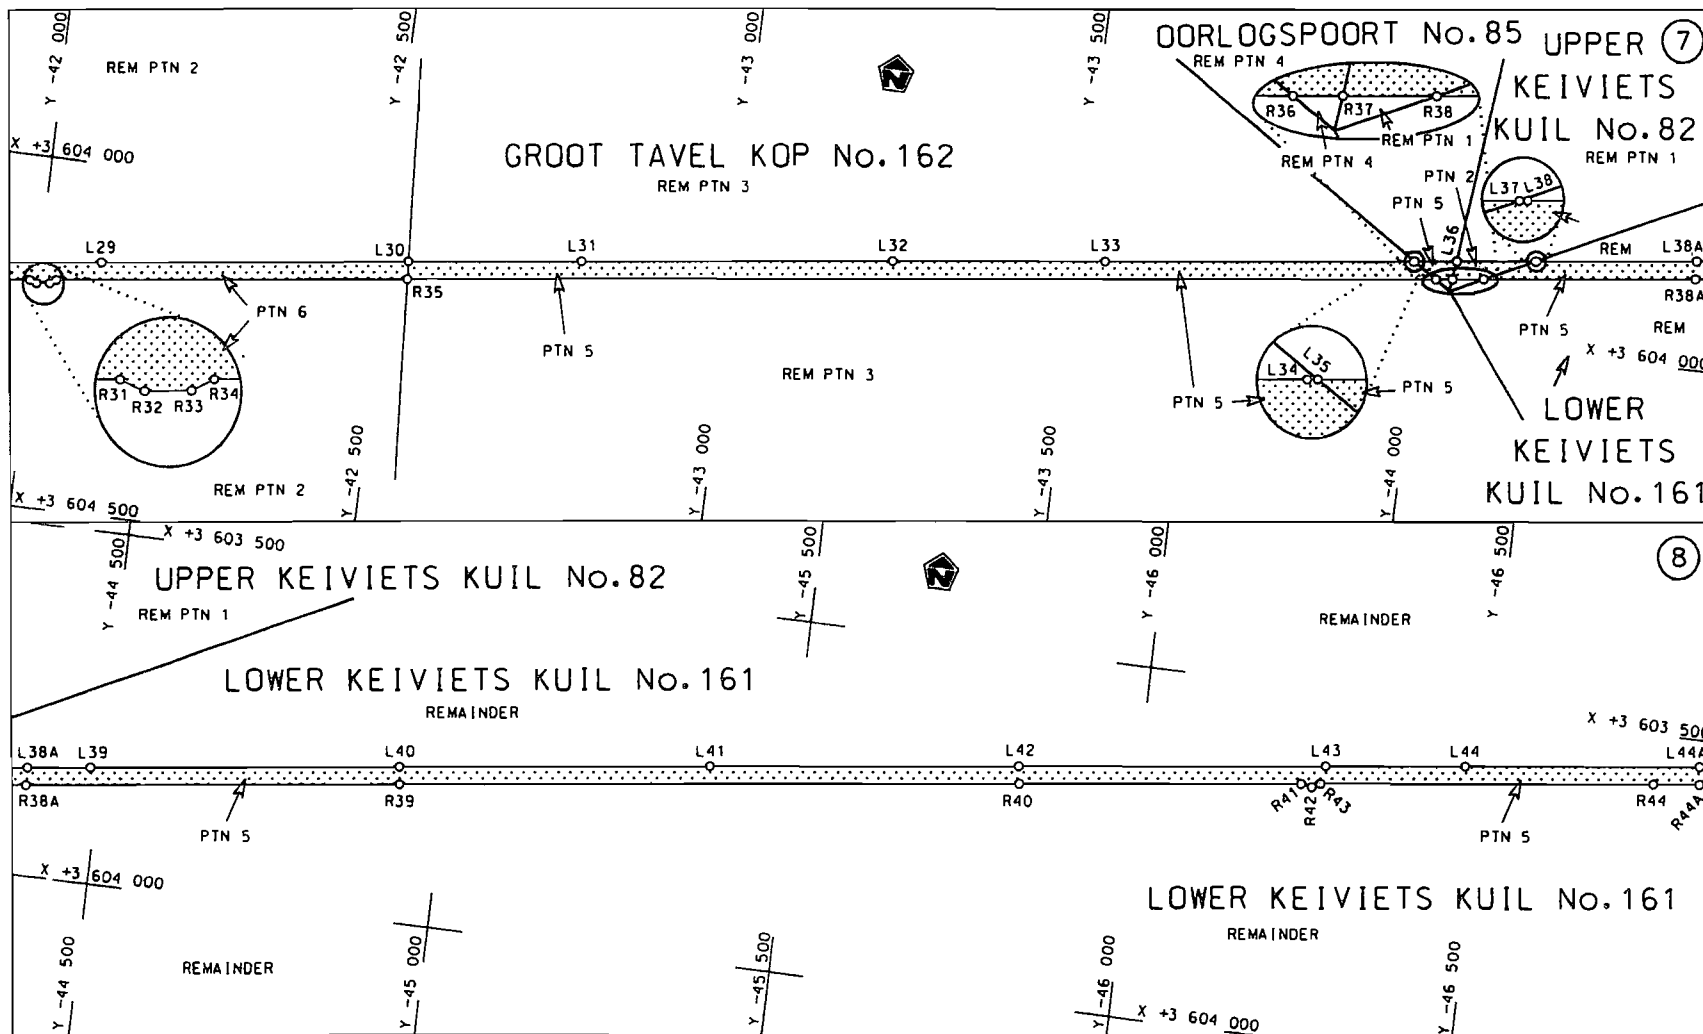 Y -42 000
Y -42 500
Y -43 000
Y -43 500
OORLOGSPOORT No.85
REM PTN 4
UPPER
KEIVIETS
KUIL No.82
REM PTN 1
7
REM PTN 2
N
R36
R37
R38
REM PTN 1
REM PTN 4
X +3 604 000
GROOT TAVEL KOP No.162
REM PTN 3
PTN 2
PTN 5
L37
L38
L29
L30
L31
L32
L33
L36
REM
L38A
R35
R38A
PTN 6
PTN 5
REM PTN 3
PTN 5
REM
X +3 604 000
L34
L35
PTN 5
PTN 5
R31
R32
R33
R34
LOWER
KEIVIETS
KUIL No.161
REM PTN 2
X +3 604 500
Y -42 500
Y -43 000
Y -43 500
Y -44 000
X +3 603 500
Y -44 500
Y -45 500
Y -46 000
Y -46 500
8
N
UPPER KEIVIETS KUIL No.82
REM PTN 1
REMAINDER
LOWER KEIVIETS KUIL No.161
REMAINDER
X +3 603 500
L38A
L39
L40
L41
L42
L43
L44
L44A
R38A
R39
R40
R41
R42
R43
R44
R44A
PTN 5
PTN 5
X +3 604 000
LOWER KEIVIETS KUIL No.161
REMAINDER
REMAINDER
Y -44 500
Y -45 000
Y -45 500
Y -46 000
X +3 604 000
Y -46 500